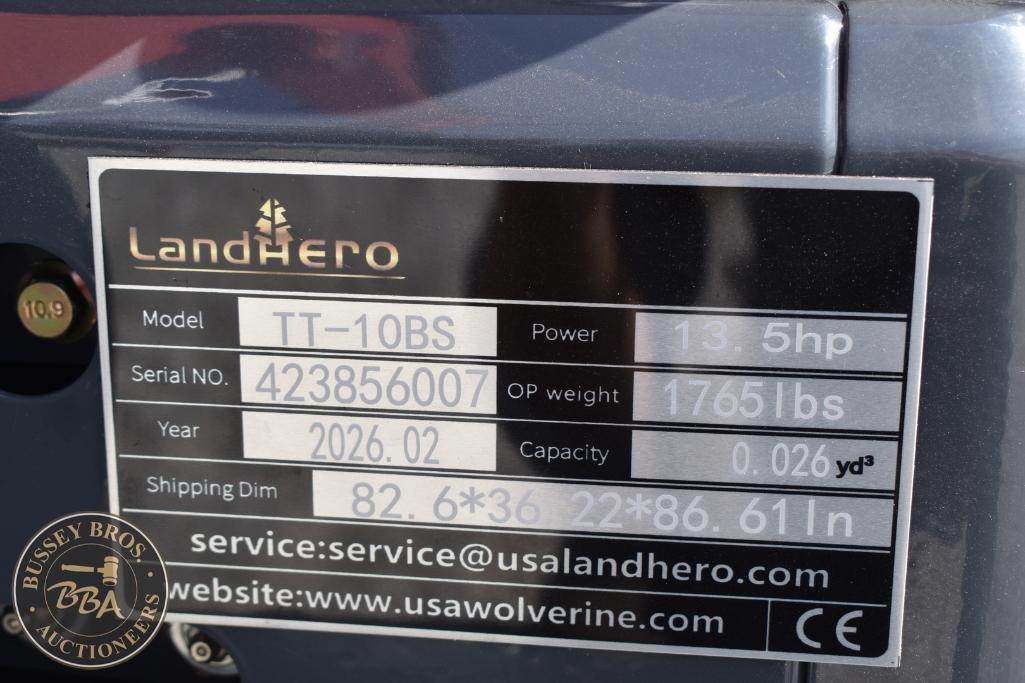 LandHero
Model TT-10BS Power 13.5hp
Serial NO. 423856007 OP weight 1765lbs
Year 2026.02 Capacity 0.026 yd³
Shipping Dim 82.6*36.22*86.61In
service:service@usalandhero.com
website:www.usawolverine.com CE
10.9
BUSSEY BROS.
BBA
AUCTIONEERS